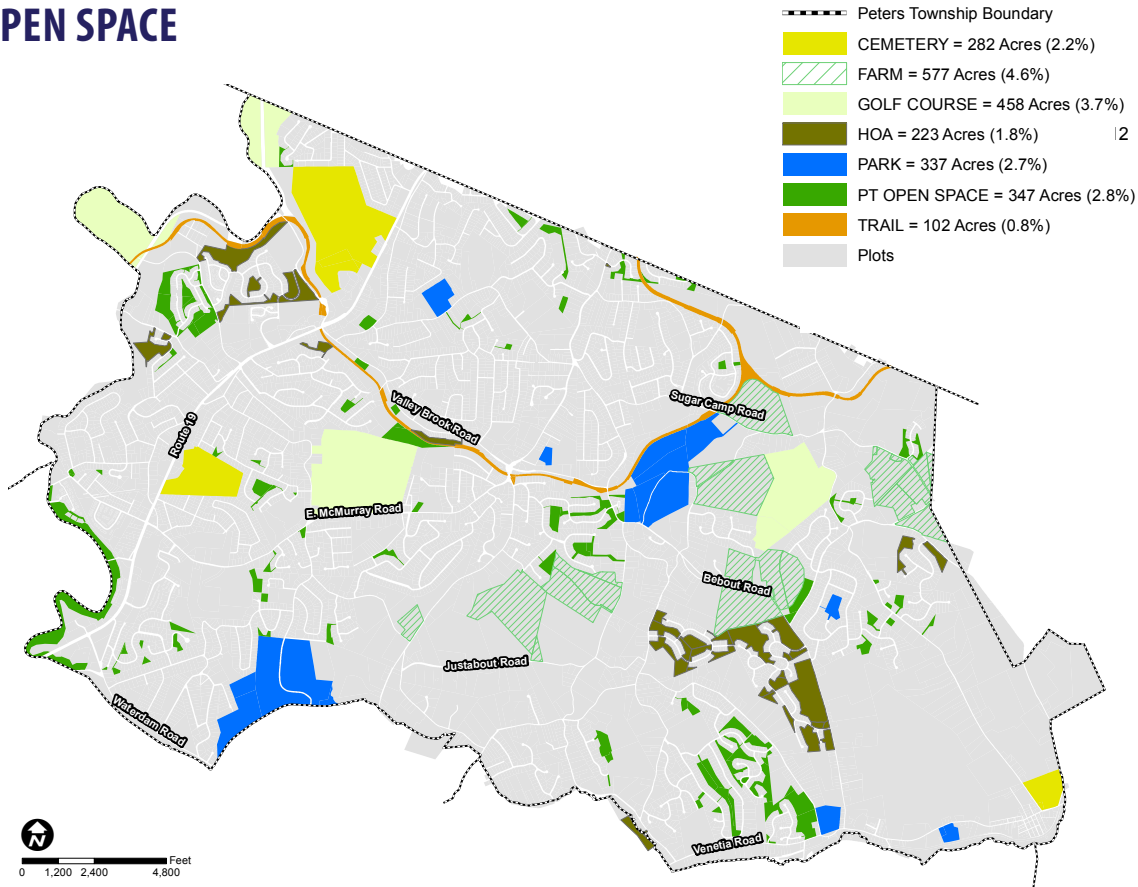 PEN SPACE
Peters Township Boundary
CEMETERY = 282 Acres (2.2%)
FARM = 577 Acres (4.6%)
GOLF COURSE = 458 Acres (3.7%)
HOA = 223 Acres (1.8%)
2
PARK = 337 Acres (2.7%)
PT OPEN SPACE = 347 Acres (2.8%)
TRAIL = 102 Acres (0.8%)
Plots
Sugar Camp Road
Valley Brook Road
Route 19
E. McMurray Road
Bebout Road
Justabout Road
Waterdam Road
Venetia Road
N
Feet
0 1,200 2,400 4,800